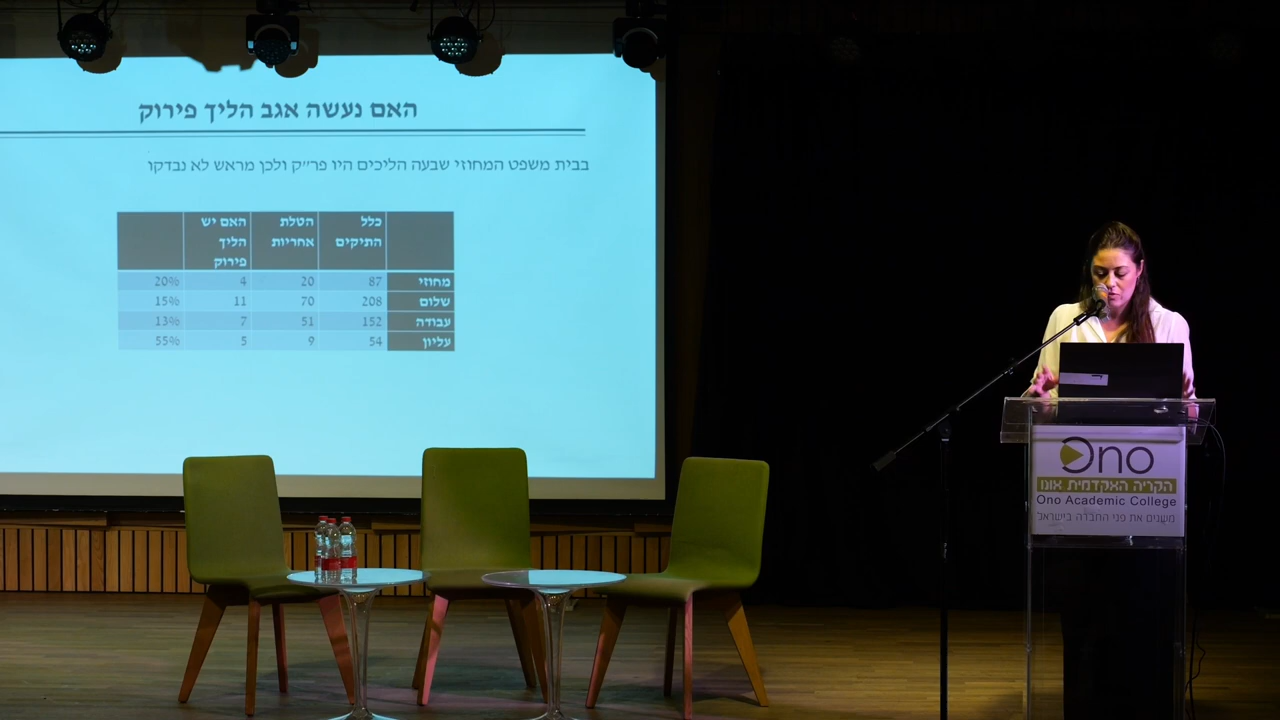 האם נעשה אגב הליך פירוק
בבית משפט המחוזי שבעה הליכים היו פר״ק ולכן מראש לא נבדקו
כלל התיקים הטלת אחריות האם יש הליך פירוק
מחוזי 87 20 4 20%
שלום 208 70 11 15%
עבודה 152 51 7 13%
עליון 54 9 5 55%
Ono
הקריה האקדמית אונו
Ono Academic College
משנים את פני החברה בישראל